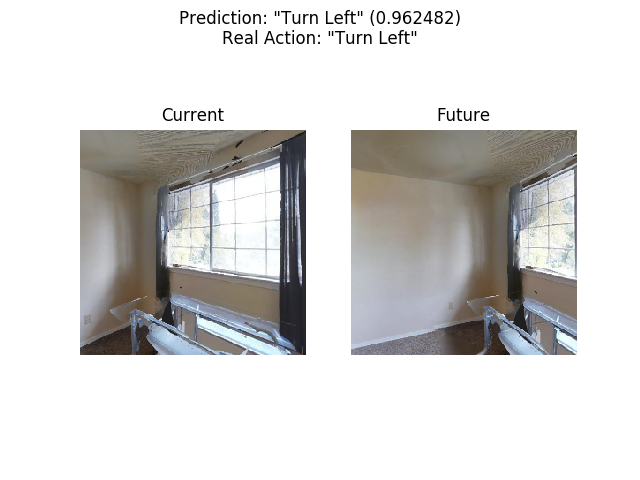 Prediction: "Turn Left" (0.962482)
Real Action: "Turn Left"
Current
Future